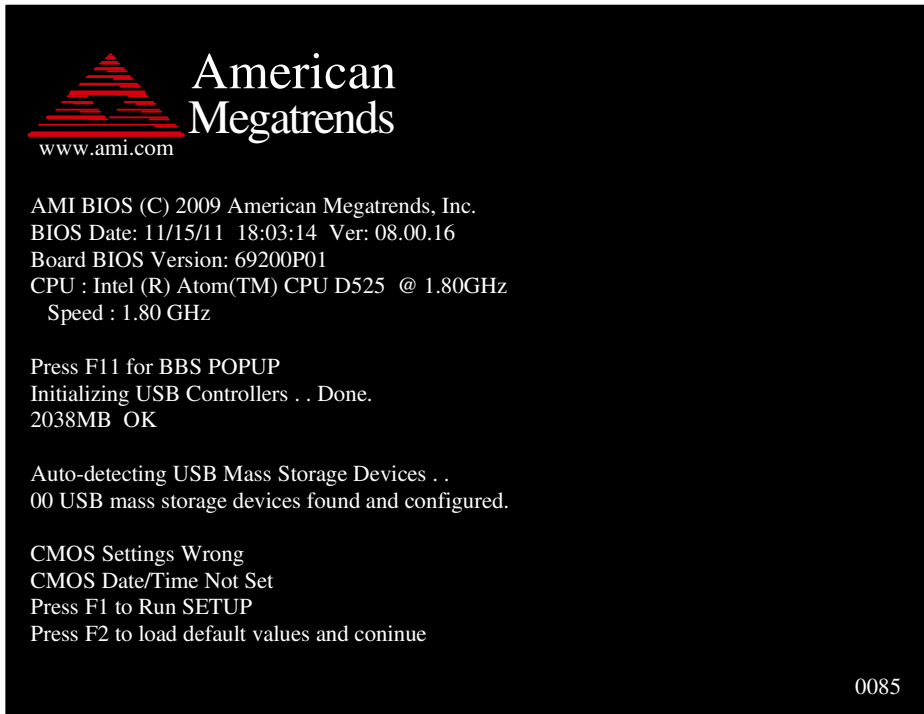 American
Megatrends
www.ami.com
AMI BIOS (C) 2009 American Megatrends, Inc.
BIOS Date: 11/15/11 18:03:14 Ver: 08.00.16
Board BIOS Version: 69200P01
CPU : Intel (R) Atom(TM) CPU D525 @ 1.80GHz
Speed : 1.80 GHz
Press F11 for BBS POPUP
Initializing USB Controllers . . Done.
2038MB OK
Auto-detecting USB Mass Storage Devices . .
00 USB mass storage devices found and configured.
CMOS Settings Wrong
CMOS Date/Time Not Set
Press F1 to Run SETUP
Press F2 to load default values and coninue
0085